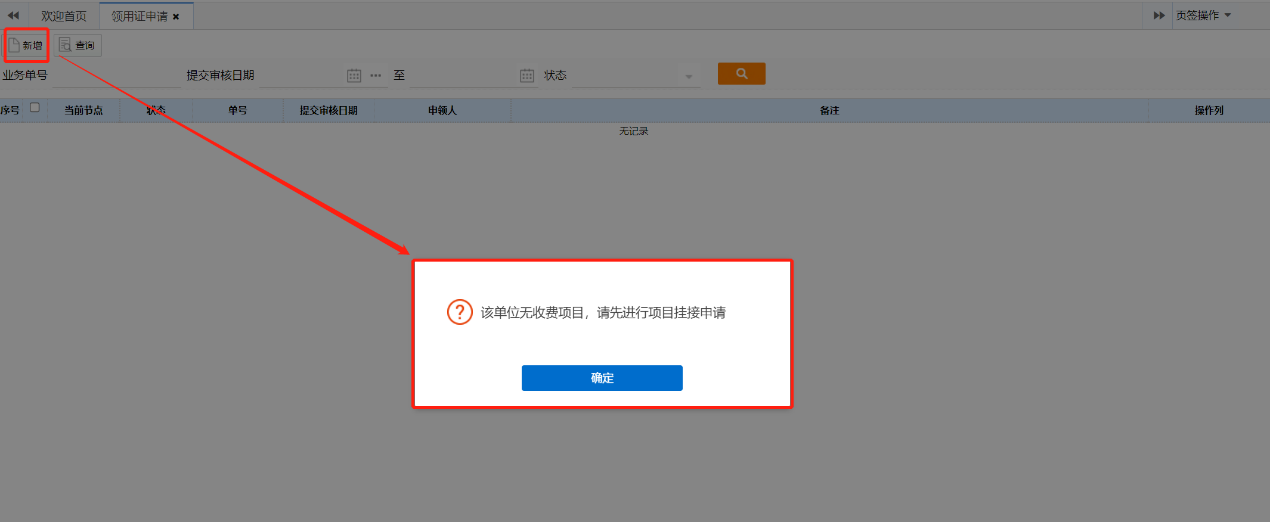 欢迎首页 领用证申请 页签操作
新增 查询
业务单号 提交审核日期 至 状态
序号 当前节点 状态 单号 提交审核日期 申领人 备注 操作列
无记录
该单位无收费项目，请先进行项目挂接申请
确定